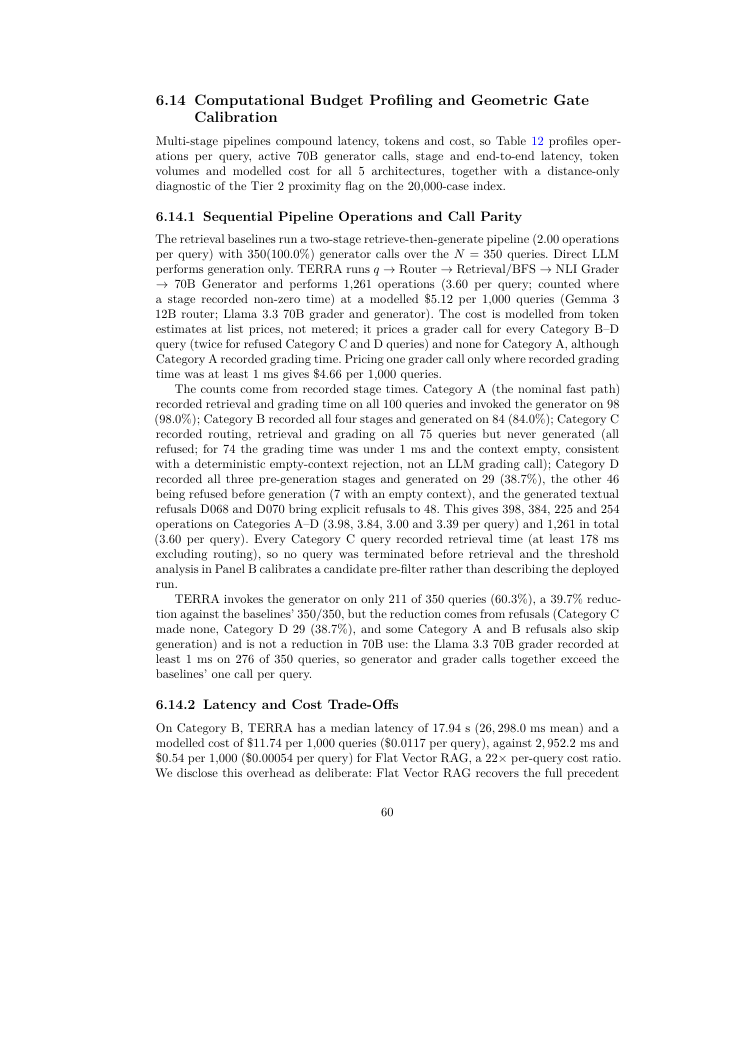 6.14 Computational Budget Profiling and Geometric Gate
Calibration
Multi-stage pipelines compound latency, tokens and cost, so Table 12 profiles oper-
ations per query, active 70B generator calls, stage and end-to-end latency, token
volumes and modelled cost for all 5 architectures, together with a distance-only
diagnostic of the Tier 2 proximity flag on the 20,000-case index.
6.14.1 Sequential Pipeline Operations and Call Parity
The retrieval baselines run a two-stage retrieve-then-generate pipeline (2.00 operations
per query) with 350(100.0%) generator calls over the N = 350 queries. Direct LLM
performs generation only. TERRA runs q → Router → Retrieval/BFS → NLI Grader
→ 70B Generator and performs 1,261 operations (3.60 per query; counted where
a stage recorded non-zero time) at a modelled $5.12 per 1,000 queries (Gemma 3
12B router; Llama 3.3 70B grader and generator). The cost is modelled from token
estimates at list prices, not metered; it prices a grader call for every Category B–D
query (twice for refused Category C and D queries) and none for Category A, although
Category A recorded grading time. Pricing one grader call only where recorded grading
time was at least 1 ms gives $4.66 per 1,000 queries.
The counts come from recorded stage times. Category A (the nominal fast path)
recorded retrieval and grading time on all 100 queries and invoked the generator on 98
(98.0%); Category B recorded all four stages and generated on 84 (84.0%); Category C
recorded routing, retrieval and grading on all 75 queries but never generated (all
refused; for 74 the grading time was under 1 ms and the context empty, consistent
with a deterministic empty-context rejection, not an LLM grading call); Category D
recorded all three pre-generation stages and generated on 29 (38.7%), the other 46
being refused before generation (7 with an empty context), and the generated textual
refusals D068 and D070 bring explicit refusals to 48. This gives 398, 384, 225 and 254
operations on Categories A–D (3.98, 3.84, 3.00 and 3.39 per query) and 1,261 in total
(3.60 per query). Every Category C query recorded retrieval time (at least 178 ms
excluding routing), so no query was terminated before retrieval and the threshold
analysis in Panel B calibrates a candidate pre-filter rather than describing the deployed
run.
TERRA invokes the generator on only 211 of 350 queries (60.3%), a 39.7% reduc-
tion against the baselines’ 350/350, but the reduction comes from refusals (Category C
made none, Category D 29 (38.7%), and some Category A and B refusals also skip
generation) and is not a reduction in 70B use: the Llama 3.3 70B grader recorded at
least 1 ms on 276 of 350 queries, so generator and grader calls together exceed the
baselines’ one call per query.
6.14.2 Latency and Cost Trade-Offs
On Category B, TERRA has a median latency of 17.94 s (26, 298.0 ms mean) and a
modelled cost of $11.74 per 1,000 queries ($0.0117 per query), against 2, 952.2 ms and
$0.54 per 1,000 ($0.00054 per query) for Flat Vector RAG, a 22× per-query cost ratio.
We disclose this overhead as deliberate: Flat Vector RAG recovers the full precedent
60